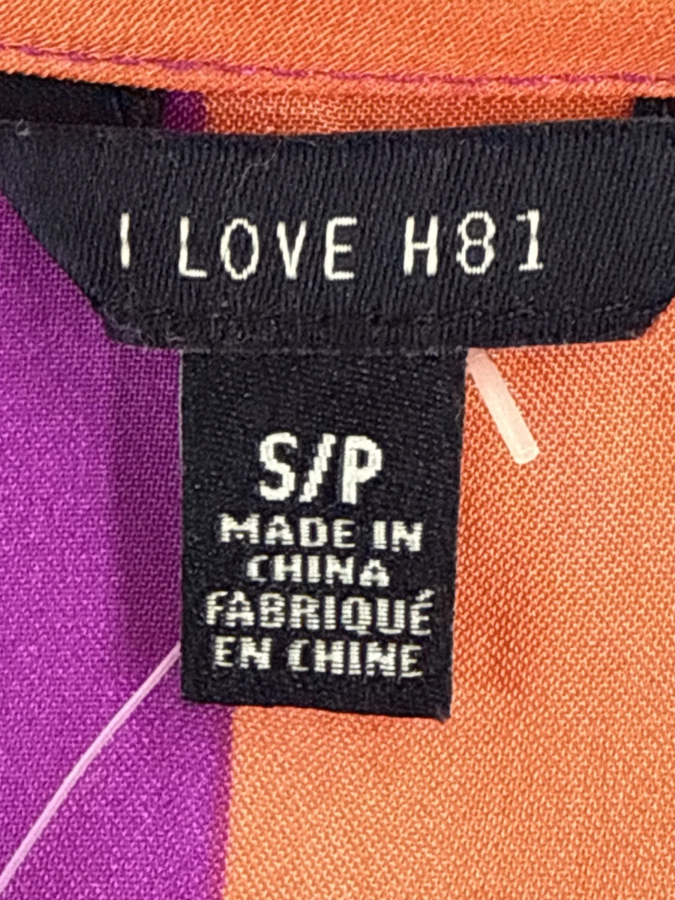 I LOVE H81
S/P
MADE IN
CHINA
FABRIQUÉ
EN CHINE